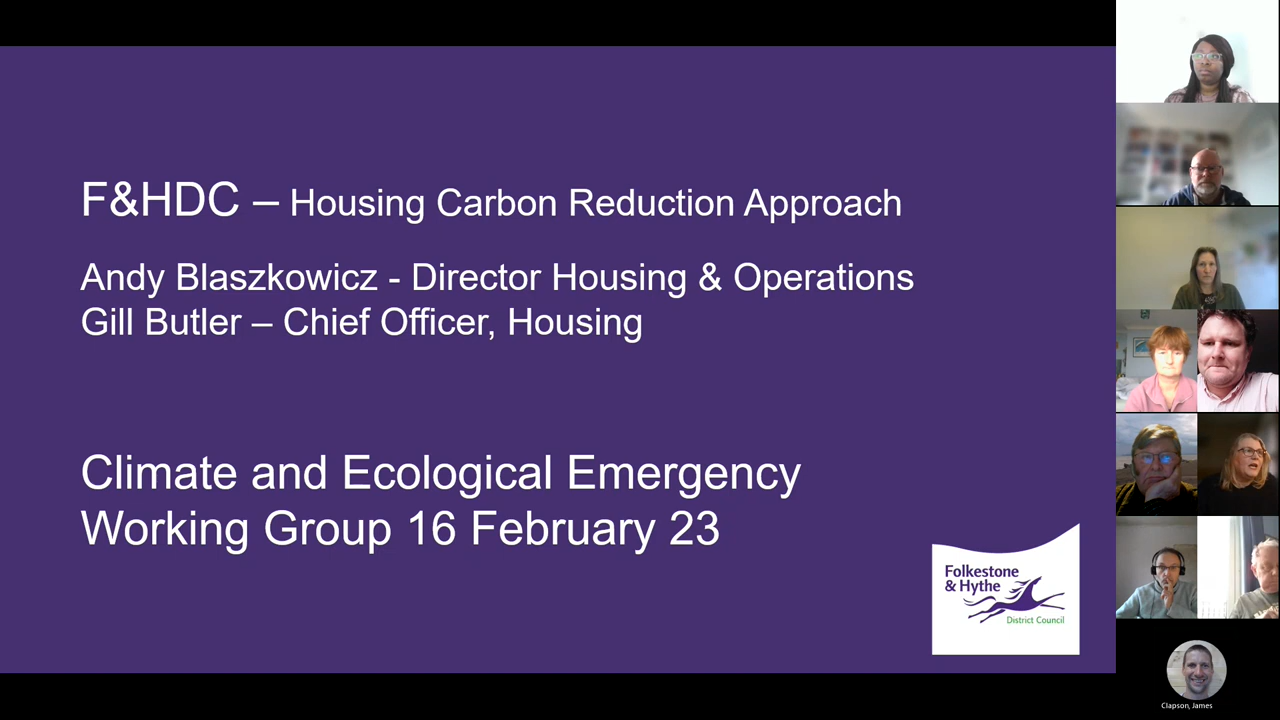 F&HDC – Housing Carbon Reduction Approach
Andy Blaszkowicz - Director Housing & Operations
Gill Butler – Chief Officer, Housing
Climate and Ecological Emergency
Working Group 16 February 23
Folkestone
& Hythe
District Council
Clapson, James